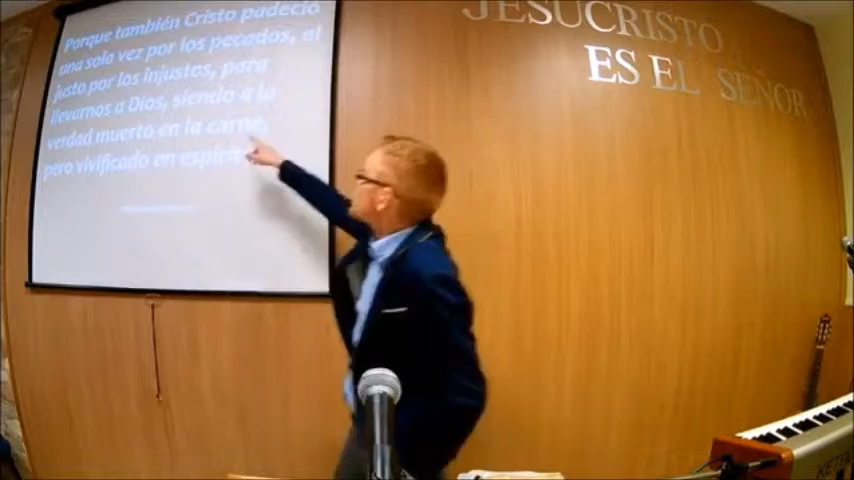 Porque también Cristo padeció
una sola vez por los pecados, el
justo por los injustos, para
llevarnos a Dios, siendo a la
verdad muerto en la carne,
pero vivificado en espíritu
JESUCRISTO
ES EL SEÑOR